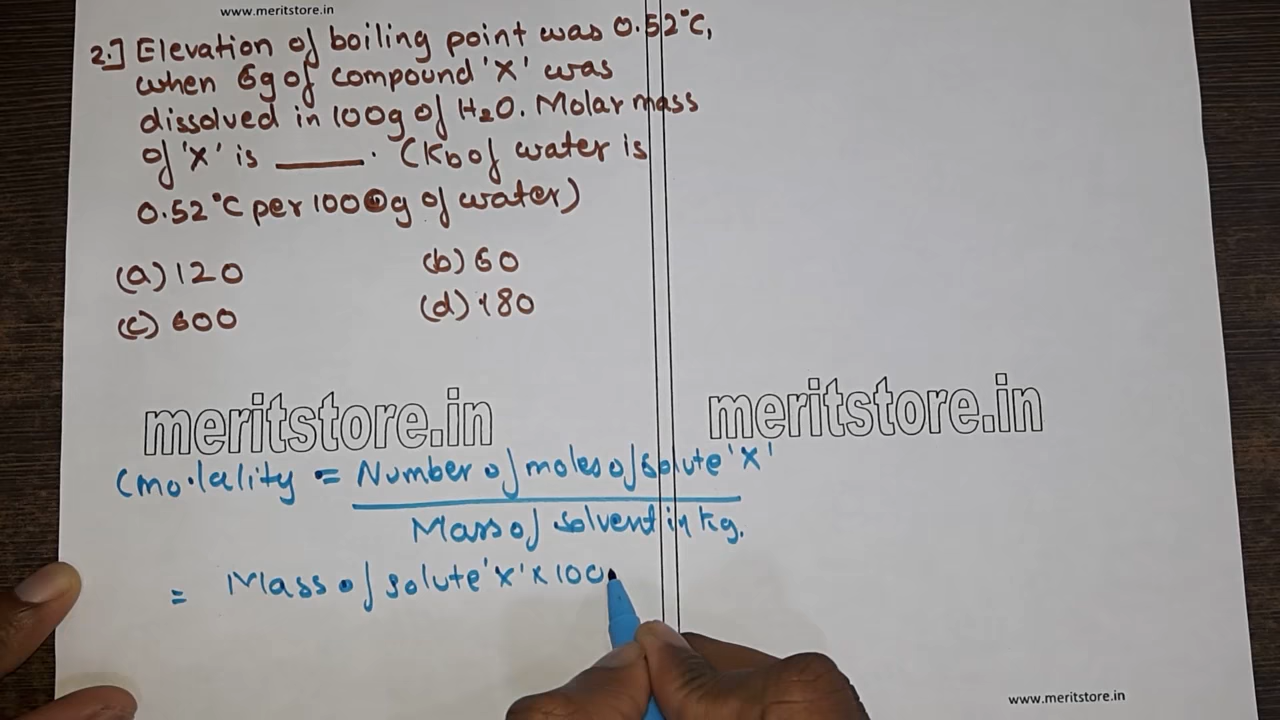 www.meritstore.in
2.] Elevation of boiling point was 0.52°C,
when 6g of compound 'X' was
dissolved in 100g of H₂O. Molar mass
of 'X' is ______. (Kb of water is
0.52°C per 1000g of water)
(a) 120 (b) 60
(c) 600 (d) 180
meritstore.in meritstore.in
(molality = Number of moles of solute 'X'
Mass of solvent in kg.
= Mass of solute 'X' × 100
www.meritstore.in